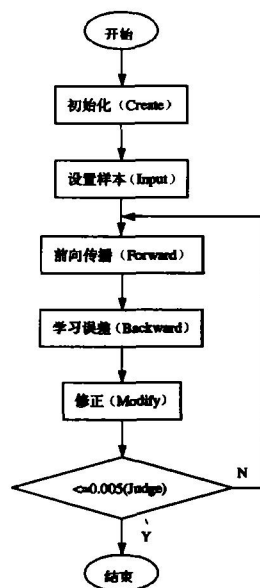 开始
初始化（Create）
设置样本（Input）
前向传播（Forward）
学习误差（Backward）
修正（Modify）
<=0.005(Judge)
N
Y
结束